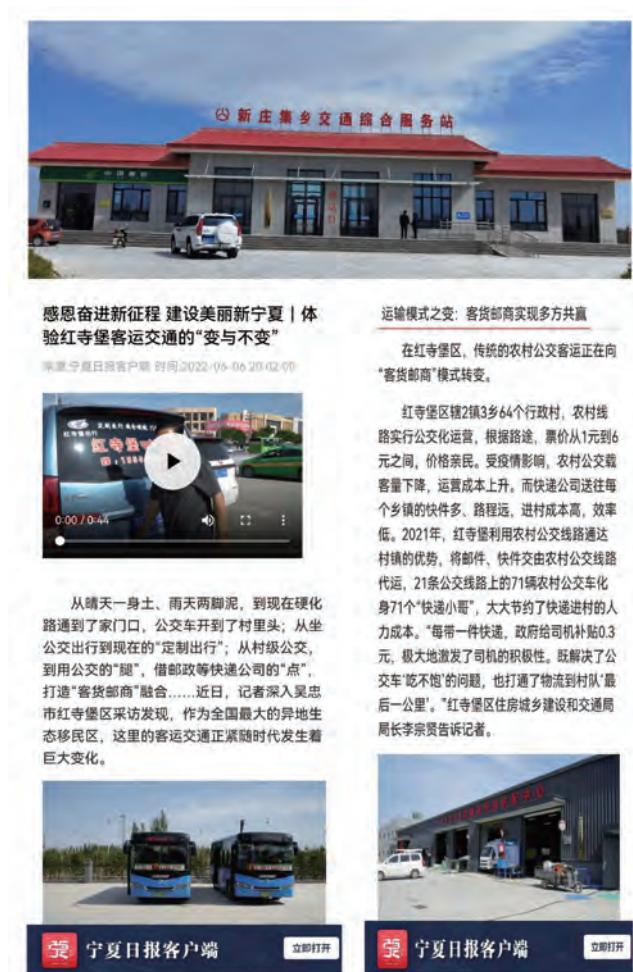 新庄集乡交通综合服务站
中国邮政
感恩奋进新征程 建设美丽新宁夏丨体
验红寺堡客运交通的“变与不变”
来源:宁夏日报客户端 时间:2022-06-06 20:02:00
红寺堡
0:00 / 0:44
从晴天一身土、雨天两脚泥，到现在硬化
路通到了家门口，公交车开到了村里头；从坐
公交出行到现在的“定制出行”；从村级公交，
到用公交的“腿”，借邮政等快递公司的“点”，
打造“客货邮商”融合……近日，记者深入吴忠
市红寺堡区采访发现，作为全国最大的异地生
态移民区，这里的客运交通正紧随时代发生着
巨大变化。
宁夏日报客户端
立即打开
运输模式之变：客货邮商实现多方共赢
在红寺堡区，传统的农村公交客运正在向
“客货邮商”模式转变。
红寺堡区辖2镇3乡64个行政村，农村线
路实行公交化运营，根据路途，票价从1元到6
元之间，价格亲民。受疫情影响，农村公交载
客量下降，运营成本上升。而快递公司送往每
个乡镇的快件多、路程远，进村成本高，效率
低。2021年，红寺堡利用农村公交线路通达
村镇的优势，将邮件、快件交由农村公交线路
代运，21条公交线路上的71辆农村公交车化
身71个“快递小哥”，大大节约了快递进村的人
力成本。“每带一件快递，政府给司机补贴0.3
元，极大地激发了司机的积极性。既解决了公
交车‘吃不饱’的问题，也打通了物流到村队‘最
后一公里’。”红寺堡区住房城乡建设和交通局
局长李宗贤告诉记者。
宁夏日报客户端
立即打开